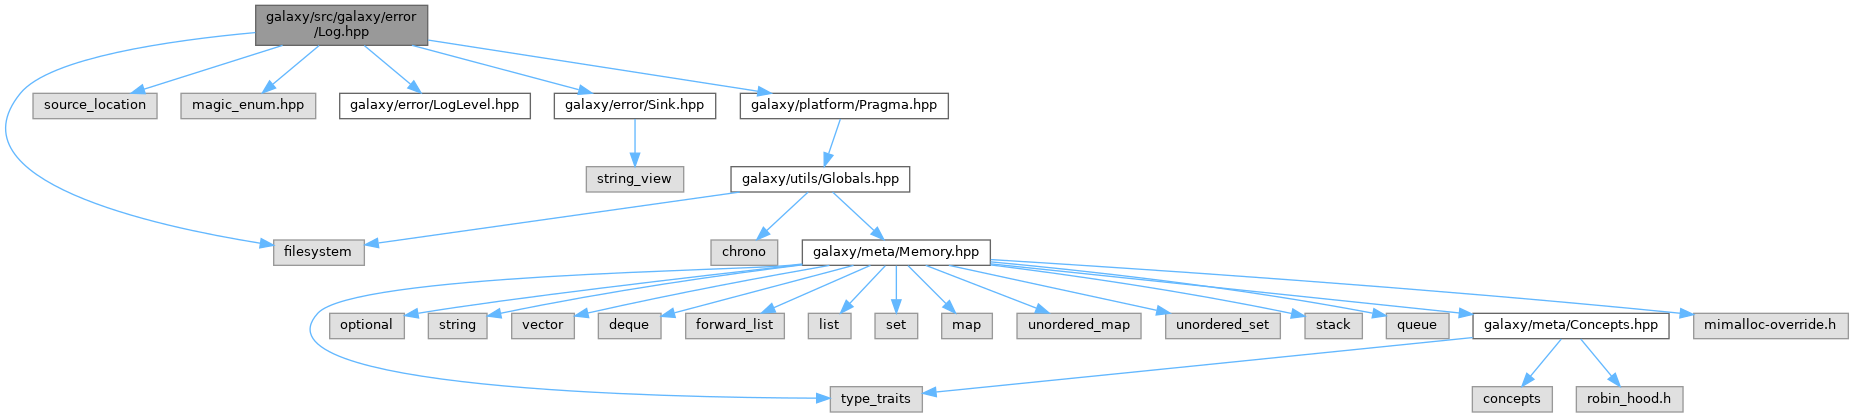 galaxy/src/galaxy/error
/Log.hpp
source_location
magic_enum.hpp
galaxy/error/LogLevel.hpp
galaxy/error/Sink.hpp
galaxy/platform/Pragma.hpp
string_view
galaxy/utils/Globals.hpp
filesystem
chrono
galaxy/meta/Memory.hpp
optional
string
vector
deque
forward_list
list
set
map
unordered_map
unordered_set
stack
queue
galaxy/meta/Concepts.hpp
mimalloc-override.h
type_traits
concepts
robin_hood.h